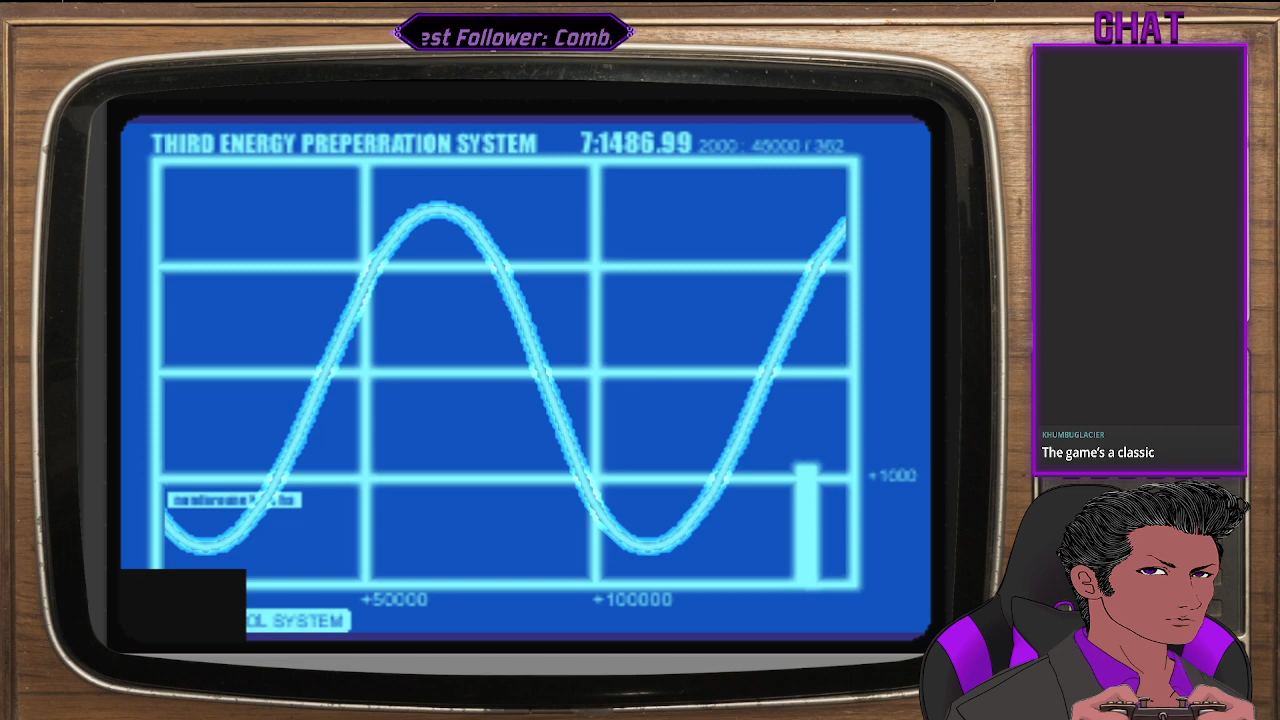 est Follower: Comb
CHAT
THIRD ENERGY PREPERRATION SYSTEM 7:1486.99 2000 : 45000 / 362
KHUMBUGLACIER
The game's a classic
+1000
+50000 +100000
OL SYSTEM